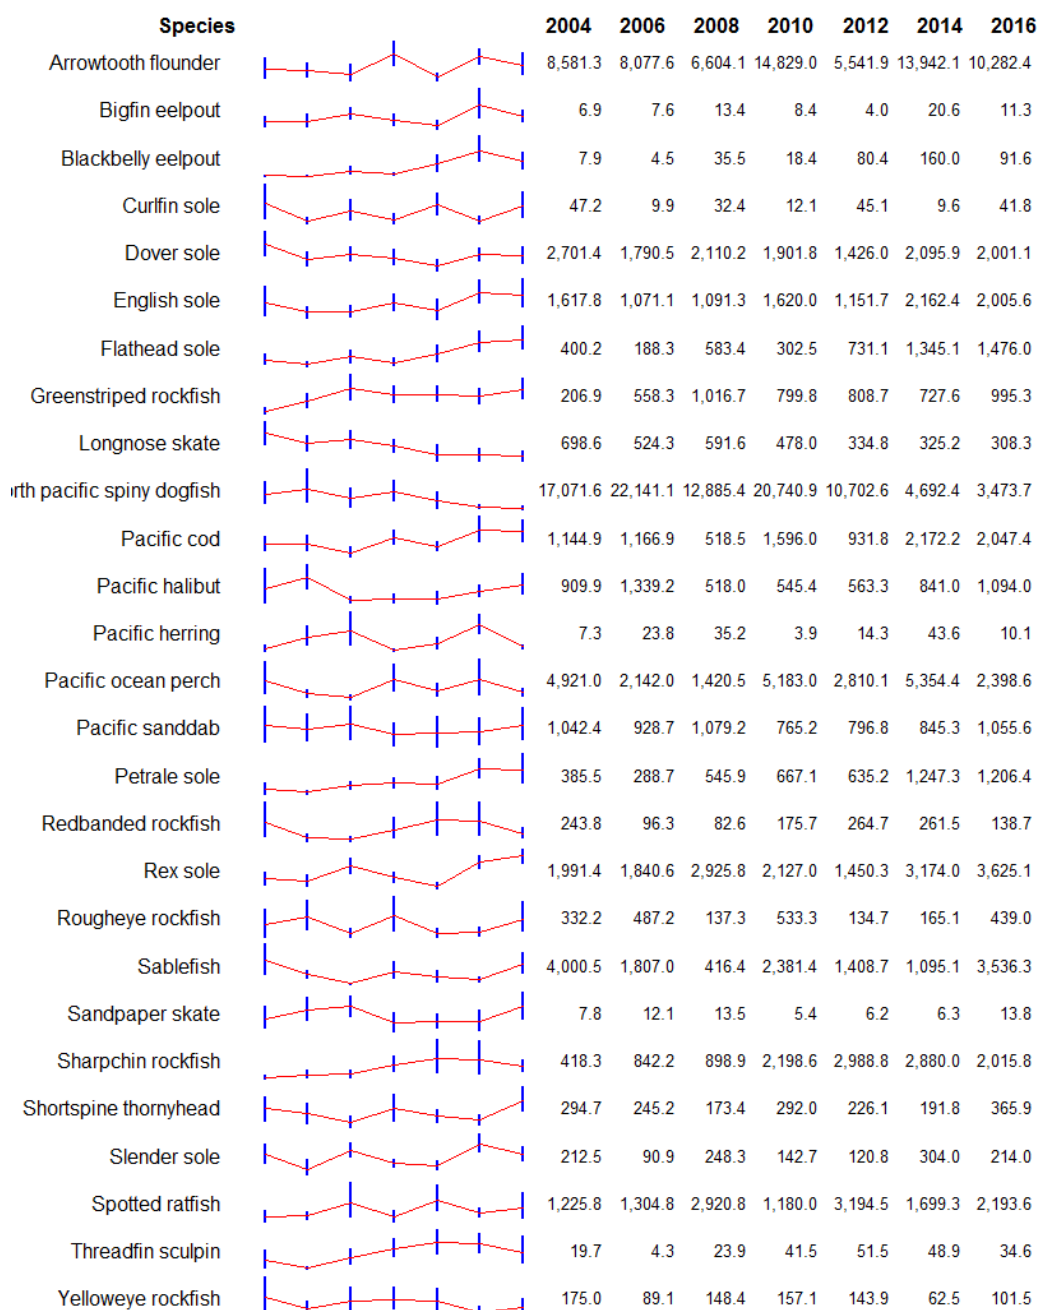 Species 2004 2006 2008 2010 2012 2014 2016
Arrowtooth flounder 8,581.3 8,077.6 6,604.1 14,829.0 5,541.9 13,942.1 10,282.4
Bigfin eelpout 6.9 7.6 13.4 8.4 4.0 20.6 11.3
Blackbelly eelpout 7.9 4.5 35.5 18.4 80.4 160.0 91.6
Curlfin sole 47.2 9.9 32.4 12.1 45.1 9.6 41.8
Dover sole 2,701.4 1,790.5 2,110.2 1,901.8 1,426.0 2,095.9 2,001.1
English sole 1,617.8 1,071.1 1,091.3 1,620.0 1,151.7 2,162.4 2,005.6
Flathead sole 400.2 188.3 583.4 302.5 731.1 1,345.1 1,476.0
Greenstriped rockfish 206.9 558.3 1,016.7 799.8 808.7 727.6 995.3
Longnose skate 698.6 524.3 591.6 478.0 334.8 325.2 308.3
rth pacific spiny dogfish 17,071.6 22,141.1 12,885.4 20,740.9 10,702.6 4,692.4 3,473.7
Pacific cod 1,144.9 1,166.9 518.5 1,596.0 931.8 2,172.2 2,047.4
Pacific halibut 909.9 1,339.2 518.0 545.4 563.3 841.0 1,094.0
Pacific herring 7.3 23.8 35.2 3.9 14.3 43.6 10.1
Pacific ocean perch 4,921.0 2,142.0 1,420.5 5,183.0 2,810.1 5,354.4 2,398.6
Pacific sanddab 1,042.4 928.7 1,079.2 765.2 796.8 845.3 1,055.6
Petrale sole 385.5 288.7 545.9 667.1 635.2 1,247.3 1,206.4
Redbanded rockfish 243.8 96.3 82.6 175.7 264.7 261.5 138.7
Rex sole 1,991.4 1,840.6 2,925.8 2,127.0 1,450.3 3,174.0 3,625.1
Rougheye rockfish 332.2 487.2 137.3 533.3 134.7 165.1 439.0
Sablefish 4,000.5 1,807.0 416.4 2,381.4 1,408.7 1,095.1 3,536.3
Sandpaper skate 7.8 12.1 13.5 5.4 6.2 6.3 13.8
Sharpchin rockfish 418.3 842.2 898.9 2,198.6 2,988.8 2,880.0 2,015.8
Shortspine thornyhead 294.7 245.2 173.4 292.0 226.1 191.8 365.9
Slender sole 212.5 90.9 248.3 142.7 120.8 304.0 214.0
Spotted ratfish 1,225.8 1,304.8 2,920.8 1,180.0 3,194.5 1,699.3 2,193.6
Threadfin sculpin 19.7 4.3 23.9 41.5 51.5 48.9 34.6
Yelloweye rockfish 175.0 89.1 148.4 157.1 143.9 62.5 101.5